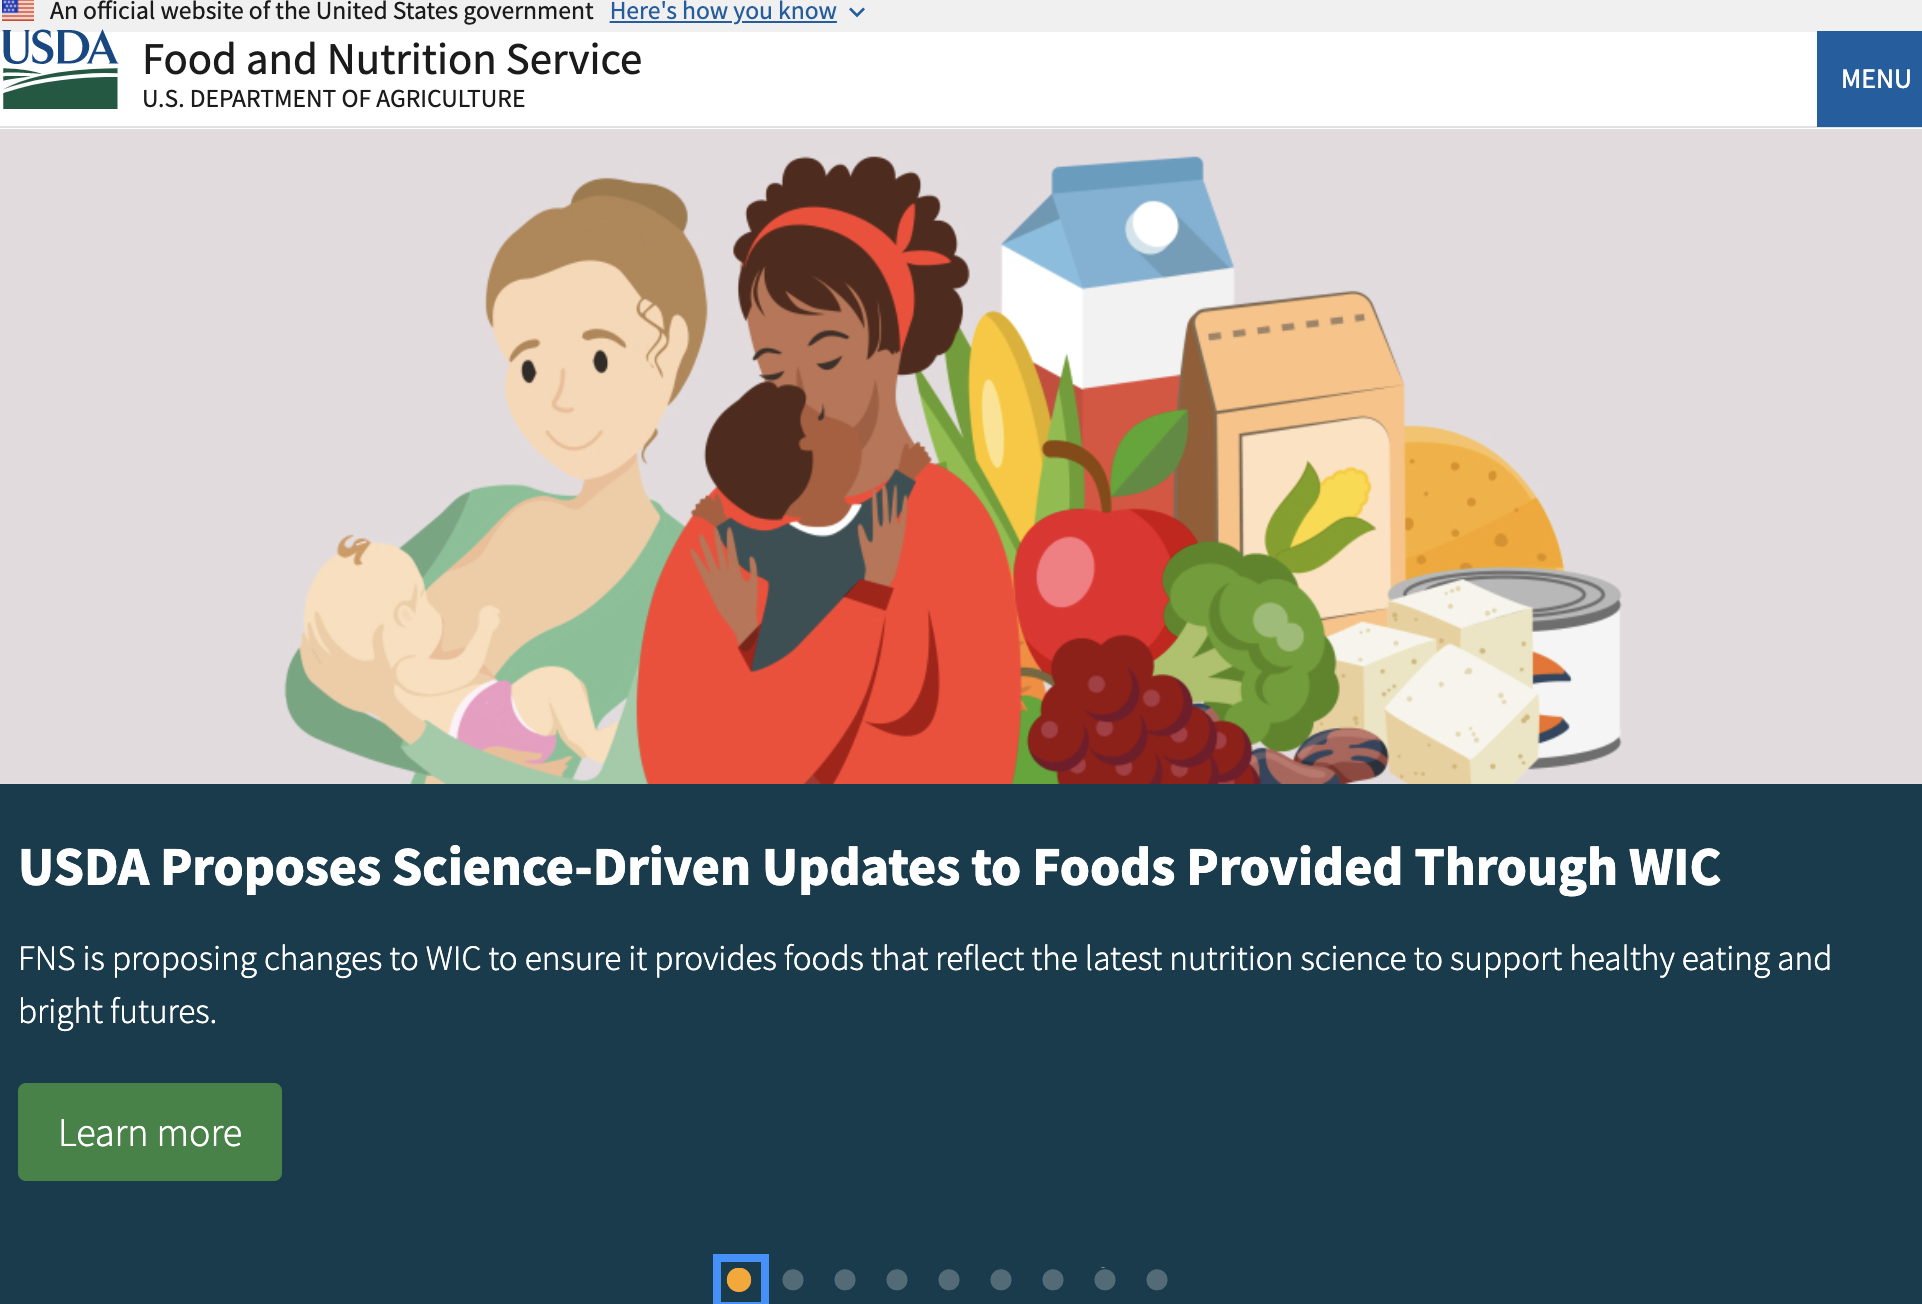 An official website of the United States government Here's how you know
USDA
Food and Nutrition Service
U.S. DEPARTMENT OF AGRICULTURE
MENU
USDA Proposes Science-Driven Updates to Foods Provided Through WIC
FNS is proposing changes to WIC to ensure it provides foods that reflect the latest nutrition science to support healthy eating and
bright futures.
Learn more